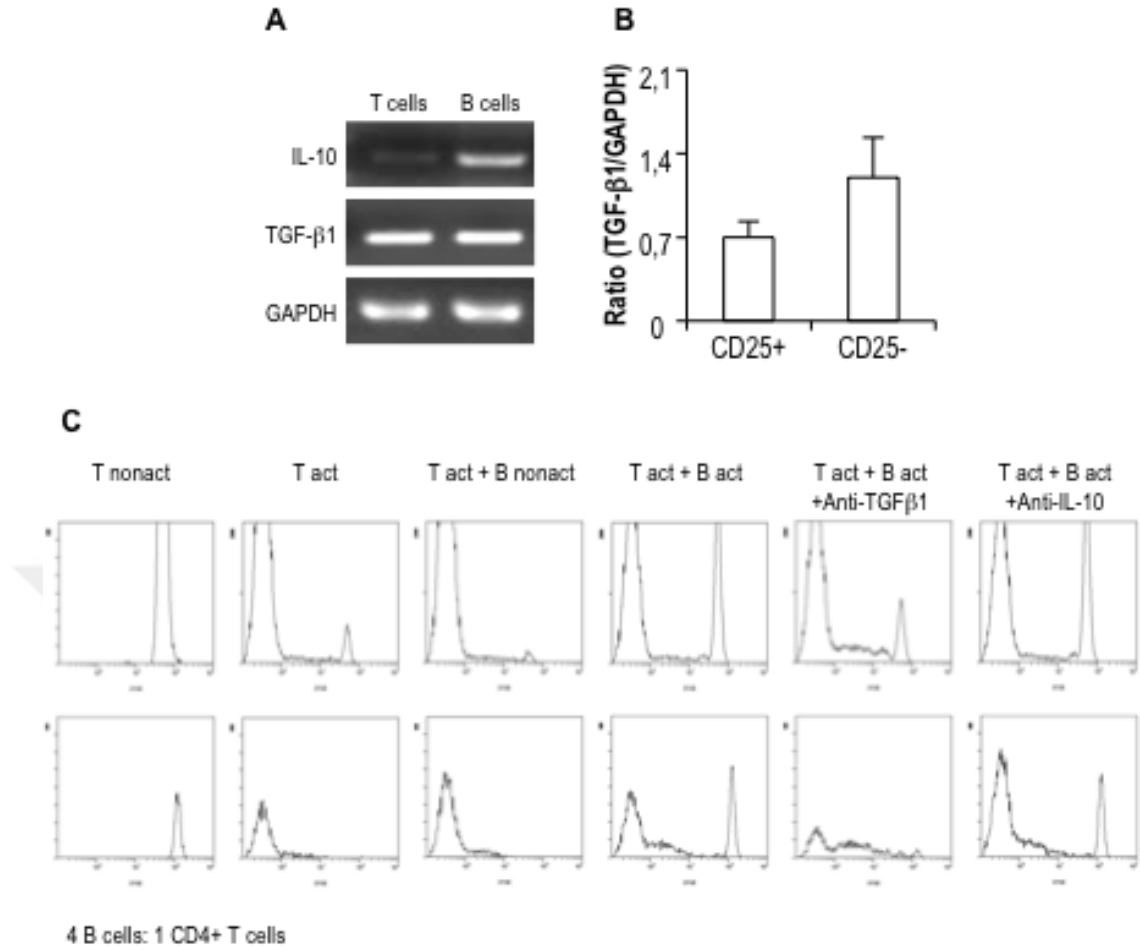 A
T cells B cells
IL-10
TGF-β1
GAPDH
B
Ratio (TGF-β1/GAPDH)
2,1
1,4
0,7
0
CD25+ CD25-
C
T nonact
T act
T act + B nonact
T act + B act
T act + B act
+Anti-TGFβ1
T act + B act
+Anti-IL-10
4 B cells: 1 CD4+ T cells